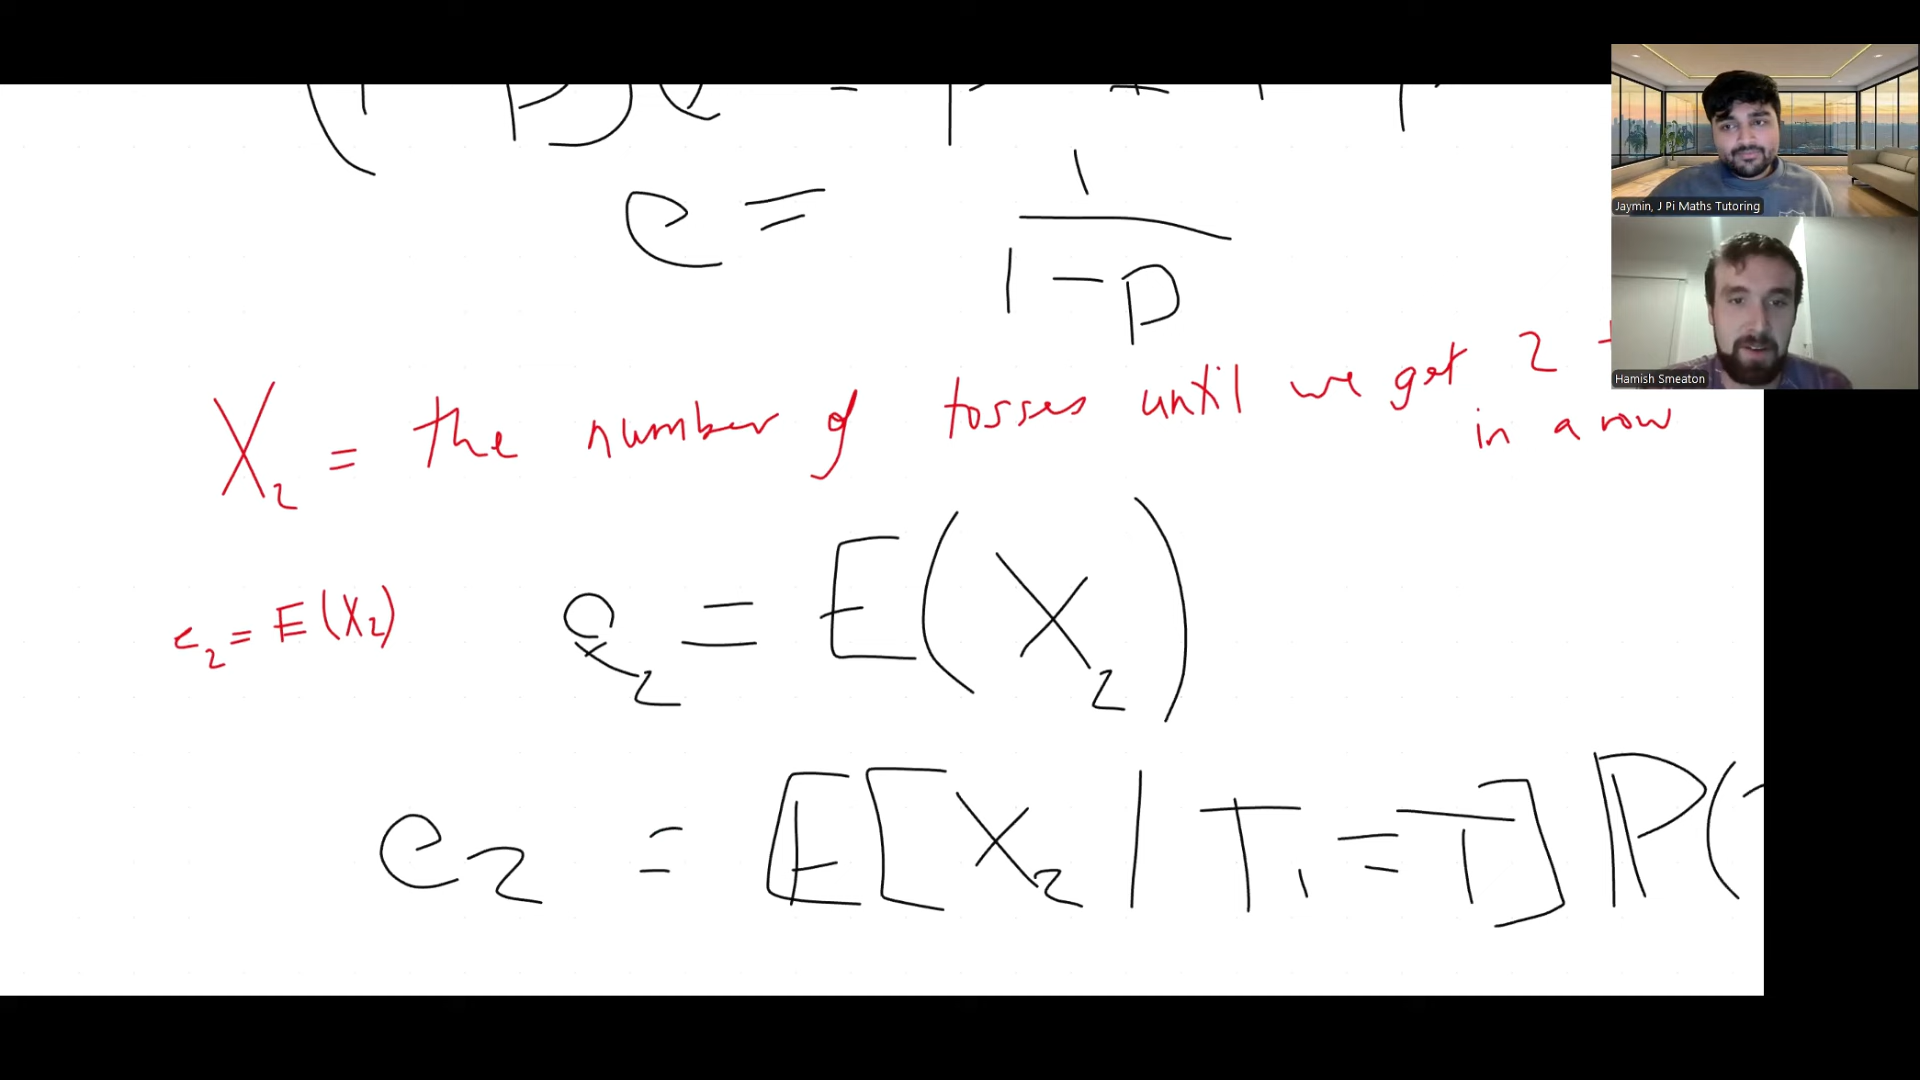 e = 1 / 1 - p
Jaymin, J Pi Maths Tutoring
Hamish Smeaton
X₂ = the number of tosses until we get 2
in a row
e₂ = E(X₂)
e₂ = E(X₂)
e₂ = E[X₂ | T₁ = T] P(